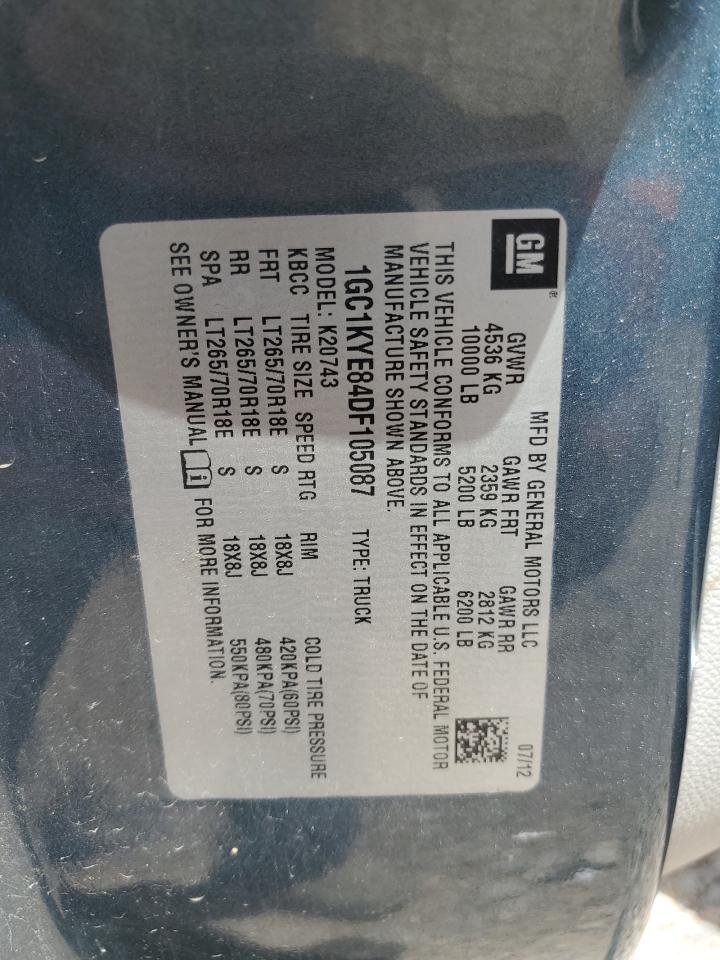 GM ®
MFD BY GENERAL MOTORS LLC 07/12
GVWR GAWR FRT GAWR RR
4536 KG 2359 KG 2812 KG
10000 LB 5200 LB 6200 LB
THIS VEHICLE CONFORMS TO ALL APPLICABLE U.S. FEDERAL MOTOR
VEHICLE SAFETY STANDARDS IN EFFECT ON THE DATE OF
MANUFACTURE SHOWN ABOVE.
1GC1KYE84DF105087 TYPE: TRUCK
MODEL: K20743
KBCC TIRE SIZE SPEED RTG RIM COLD TIRE PRESSURE
FRT LT265/70R18E S 18X8J 420KPA(60PSI)
RR LT265/70R18E S 18X8J 480KPA(70PSI)
SPA LT265/70R18E S 18X8J 550KPA(80PSI)
SEE OWNER'S MANUAL i FOR MORE INFORMATION.